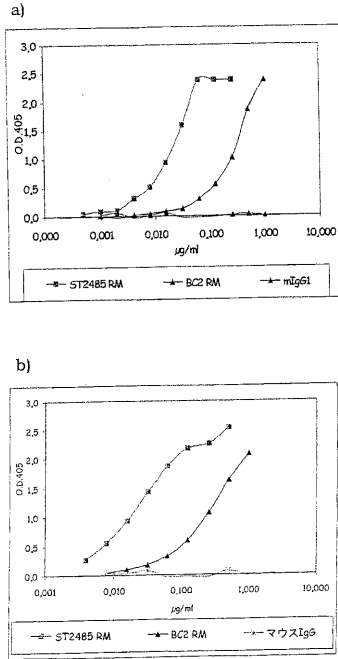 a)
3,0
2,5
2,0
1,5
1,0
0,5
0,0
O.D.405
0,000 0,001 0,010 0,100 1,000 10,000
µg/ml
ST2485 RM BC2 RM mIgG1
b)
3,0
2,5
2,0
1,5
1,0
0,5
0,0
O.D.405
0,001 0,010 0,100 1,000 10,000
µg/ml
ST2485 RM BC2 RM マウスIgG